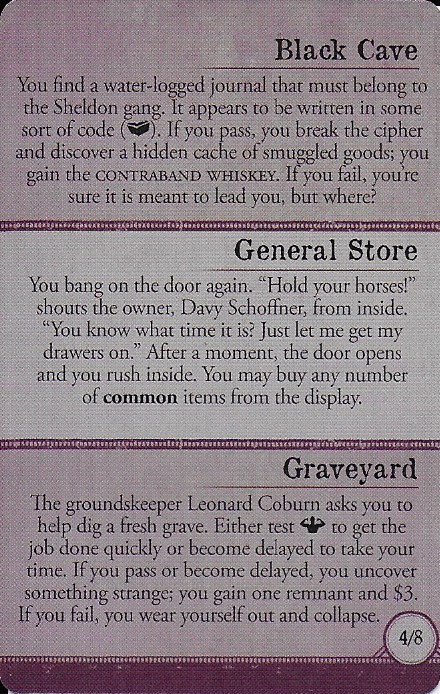 Black Cave
You find a water-logged journal that must belong to
the Sheldon gang. It appears to be written in some
sort of code (). If you pass, you break the cipher
and discover a hidden cache of smuggled goods; you
gain the CONTRABAND WHISKEY. If you fail, you're
sure it is meant to lead you, but where?
General Store
You bang on the door again. “Hold your horses!”
shouts the owner, Davy Schoffner, from inside.
“You know what time it is? Just let me get my
drawers on.” After a moment, the door opens
and you rush inside. You may buy any number
of common items from the display.
Graveyard
The groundskeeper Leonard Coburn asks you to
help dig a fresh grave. Either test to get the
job done quickly or become delayed to take your
time. If you pass or become delayed, you uncover
something strange; you gain one remnant and $3.
If you fail, you wear yourself out and collapse.
4/8